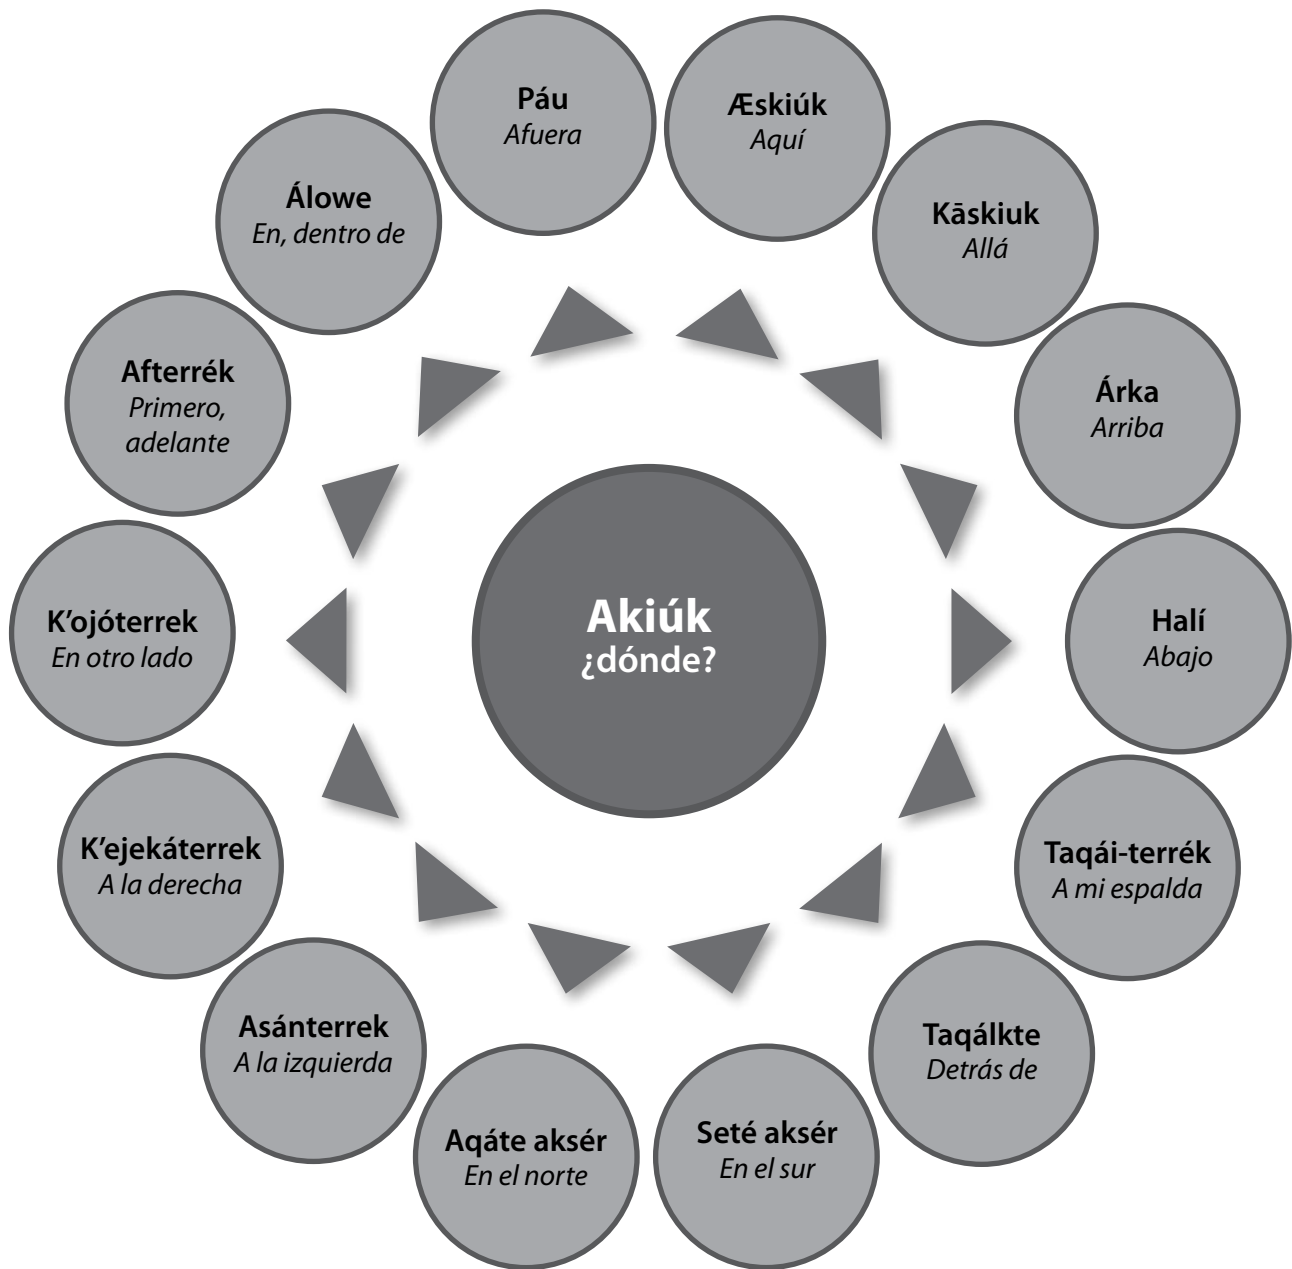 Páu
Afuera
Æskiúk
Aquí
Kāskiuk
Allá
Árka
Arriba
Halí
Abajo
Taqái-terrék
A mi espalda
Taqálkte
Detrás de
Seté aksér
En el sur
Aqáte aksér
En el norte
Asánterrek
A la izquierda
K’ejekáterrek
A la derecha
K’ojóterrek
En otro lado
Afterrék
Primero,
adelante
Álowe
En, dentro de
Akiúk
¿dónde?